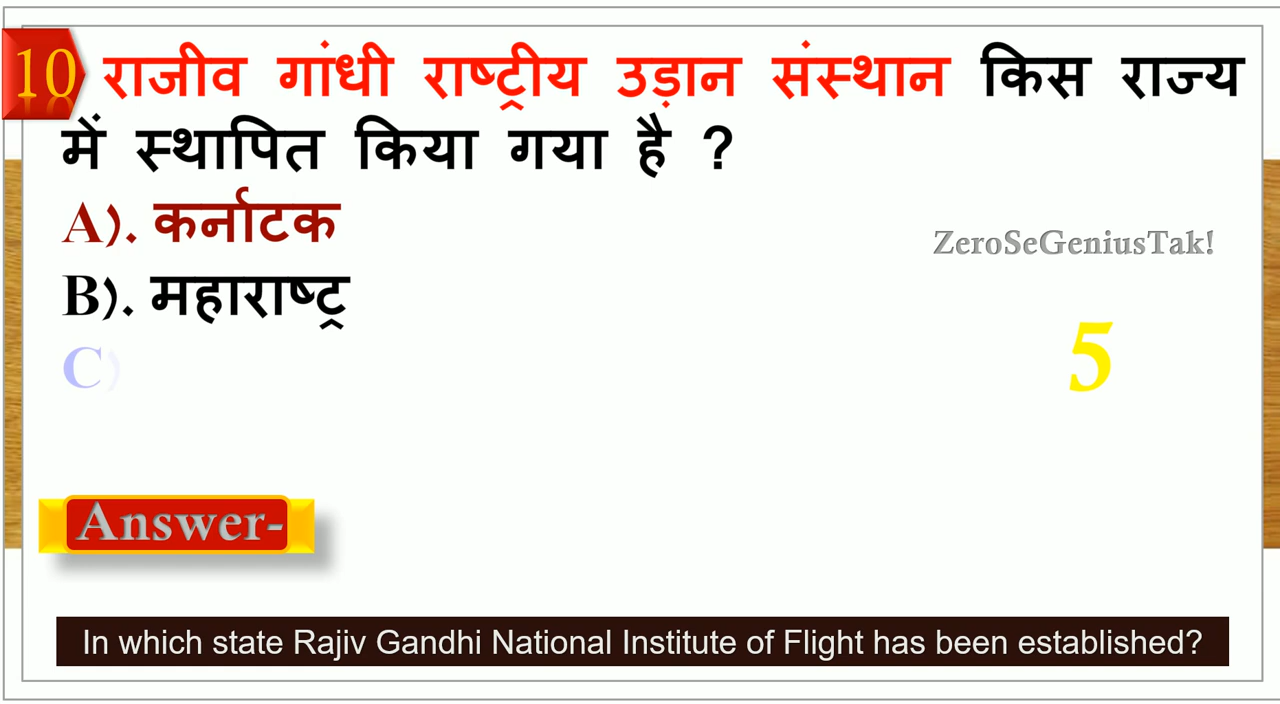 10 राजीव गांधी राष्ट्रीय उड़ान संस्थान किस राज्य
में स्थापित किया गया है ?
A). कर्नाटक
ZeroSeGeniusTak!
B). महाराष्ट्र
C)
5
Answer-
In which state Rajiv Gandhi National Institute of Flight has been established?